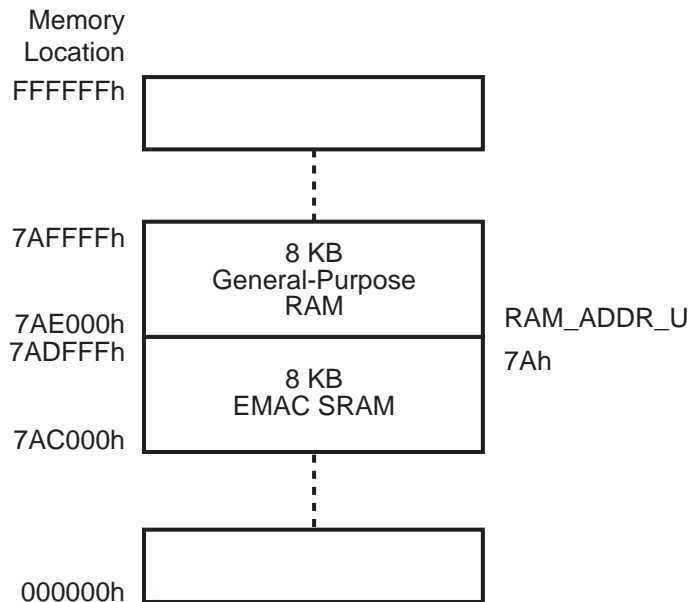 Memory
Location
FFFFFFh
7AFFFFh
8 KB
General-Purpose
RAM
7AE000h
RAM_ADDR_U
7ADFFFh
7Ah
8 KB
EMAC SRAM
7AC000h
000000h